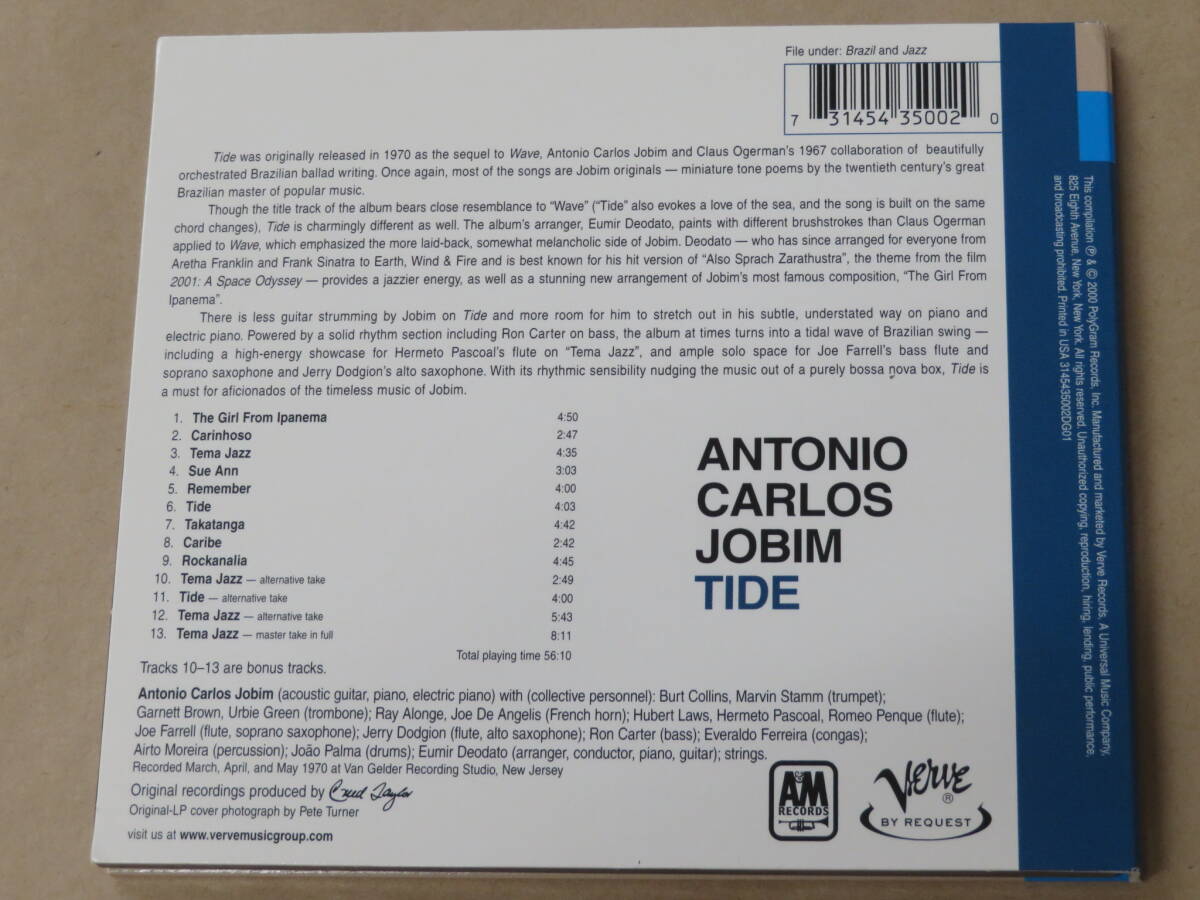 File under: Brazil and Jazz
7 31454 35002 0
Tide was originally released in 1970 as the sequel to Wave, Antonio Carlos Jobim and Claus Ogerman's 1967 collaboration of beautifully
orchestrated Brazilian ballad writing. Once again, most of the songs are Jobim originals — miniature tone poems by the twentieth century's great
Brazilian master of popular music.
Though the title track of the album bears close resemblance to "Wave" ("Tide" also evokes a love of the sea, and the song is built on the same
chord changes), Tide is charmingly different as well. The album's arranger, Eumir Deodato, paints with different brushstrokes than Claus Ogerman
applied to Wave, which emphasized the more laid-back, somewhat melancholic side of Jobim. Deodato — who has since arranged for everyone from
Aretha Franklin and Frank Sinatra to Earth, Wind & Fire and is best known for his hit version of "Also Sprach Zarathustra", the theme from the film
2001: A Space Odyssey — provides a jazzier energy, as well as a stunning new arrangement of Jobim's most famous composition, "The Girl From
Ipanema".
There is less guitar strumming by Jobim on Tide and more room for him to stretch out in his subtle, understated way on piano and
electric piano. Powered by a solid rhythm section including Ron Carter on bass, the album at times turns into a tidal wave of Brazilian swing —
including a high-energy showcase for Hermeto Pascoal's flute on "Tema Jazz", and ample solo space for Joe Farrell's bass flute and
soprano saxophone and Jerry Dodgion's alto saxophone. With its rhythmic sensibility nudging the music out of a purely bossa nova box, Tide is
a must for aficionados of the timeless music of Jobim.
1. The Girl From Ipanema 4:50
2. Carinhoso 2:47
3. Tema Jazz 4:35
4. Sue Ann 3:03
5. Remember 4:00
6. Tide 4:03
7. Takatanga 4:42
8. Caribe 2:42
9. Rockanalia 4:45
10. Tema Jazz — alternative take 2:49
11. Tide — alternative take 4:00
12. Tema Jazz — alternative take 5:43
13. Tema Jazz — master take in full 8:11
Total playing time 56:10
Tracks 10–13 are bonus tracks.
ANTONIO
CARLOS
JOBIM
TIDE
Antonio Carlos Jobim (acoustic guitar, piano, electric piano) with (collective personnel): Burt Collins, Marvin Stamm (trumpet);
Garnett Brown, Urbie Green (trombone); Ray Alonge, Joe De Angelis (French horn); Hubert Laws, Hermeto Pascoal, Romeo Penque (flute);
Joe Farrell (flute, soprano saxophone); Jerry Dodgion (flute, alto saxophone); Ron Carter (bass); Everaldo Ferreira (congas);
Airto Moreira (percussion); João Palma (drums); Eumir Deodato (arranger, conductor, piano, guitar); strings.
Recorded March, April, and May 1970 at Van Gelder Recording Studio, New Jersey
Original recordings produced by Creed Taylor
Original-LP cover photograph by Pete Turner
visit us at www.vervemusicgroup.com
A&M
RECORDS
Verve ®
BY REQUEST
This compilation ℗ & © 2000 PolyGram Records, Inc. Manufactured and marketed by Verve Records, A Universal Music Company,
825 Eighth Avenue, New York, New York. All rights reserved. Unauthorized copying, reproduction, hiring, lending, public performance,
and broadcasting prohibited. Printed in USA 3145435002DG01